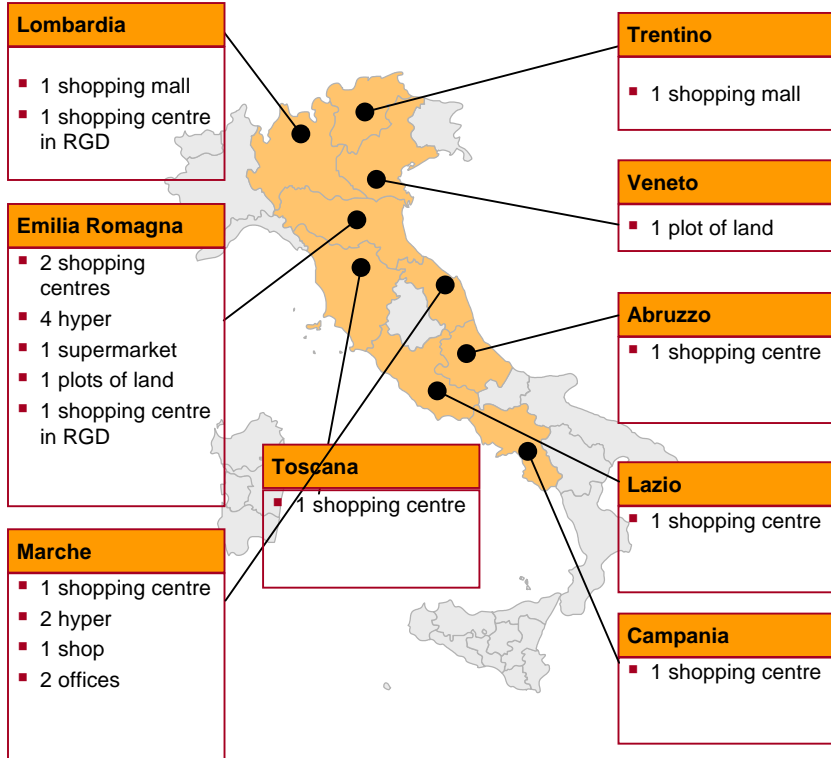 Lombardia
▪ 1 shopping mall
▪ 1 shopping centre
in RGD
Emilia Romagna
▪ 2 shopping
centres
▪ 4 hyper
▪ 1 supermarket
▪ 1 plots of land
▪ 1 shopping centre
in RGD
Marche
▪ 1 shopping centre
▪ 2 hyper
▪ 1 shop
▪ 2 offices
Toscana
▪ 1 shopping centre
Trentino
▪ 1 shopping mall
Veneto
▪ 1 plot of land
Abruzzo
▪ 1 shopping centre
Lazio
▪ 1 shopping centre
Campania
▪ 1 shopping centre